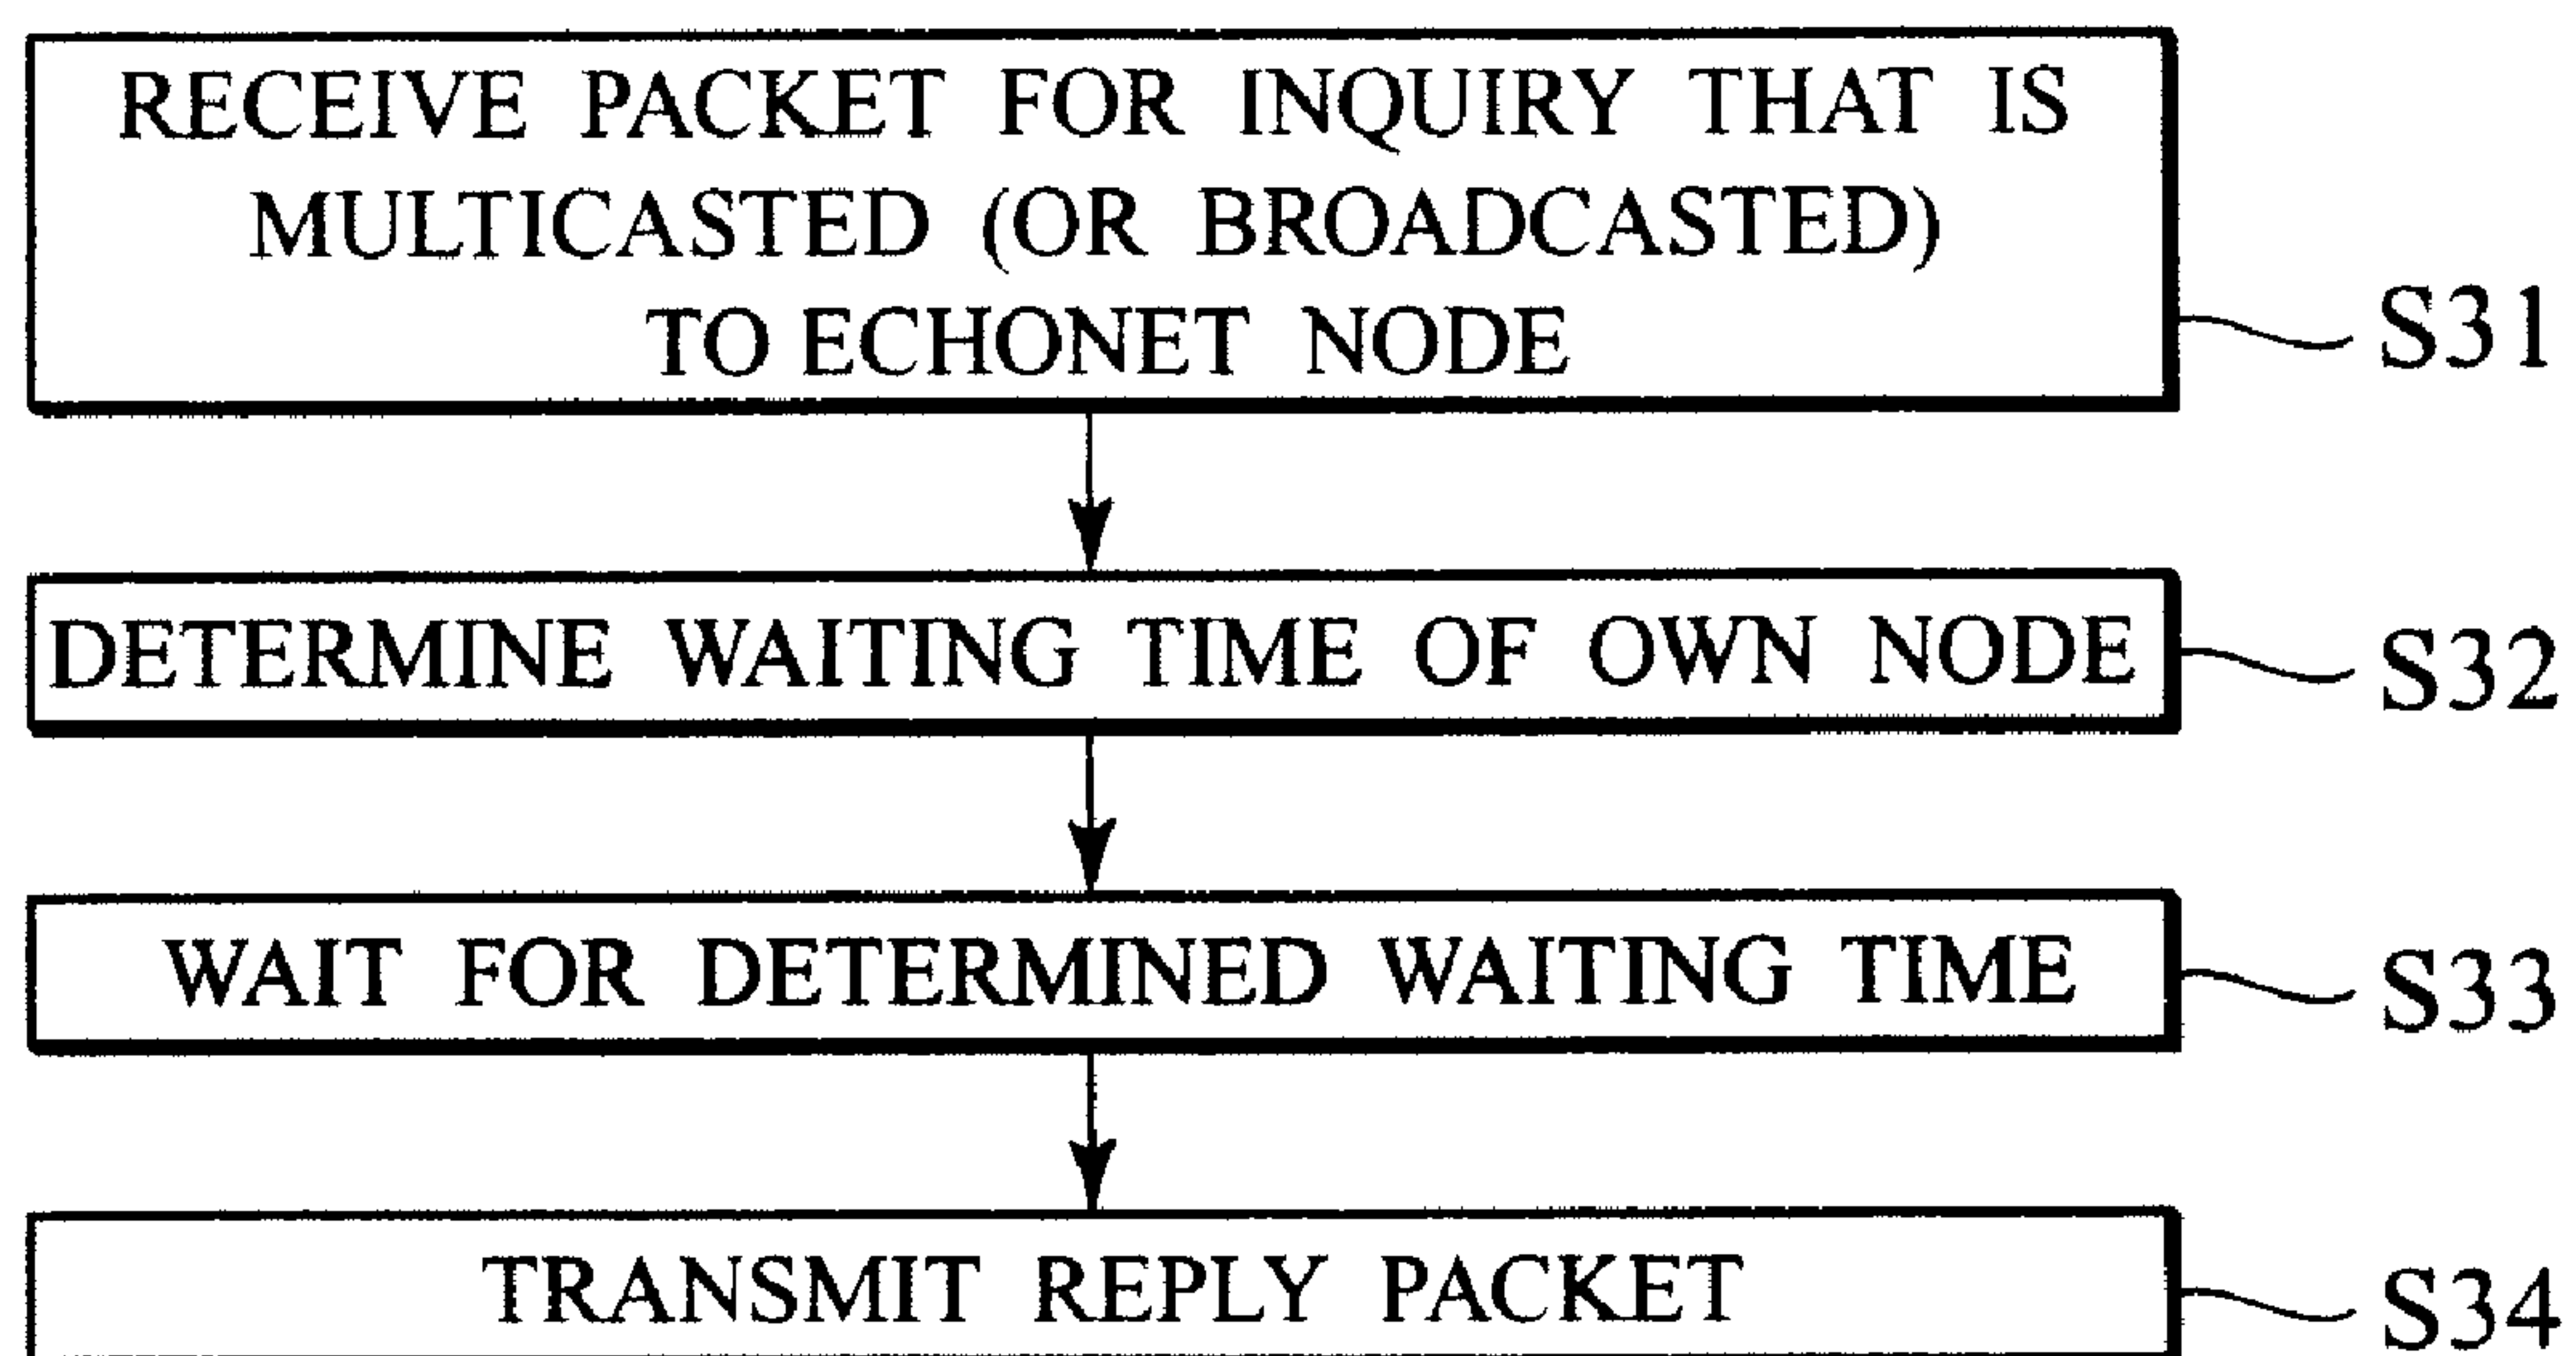 RECEIVE PACKET FOR INQUIRY THAT IS
MULTICASTED (OR BROADCASTED)
TO ECHONET NODE
S31
DETERMINE WAITING TIME OF OWN NODE
S32
WAIT FOR DETERMINED WAITING TIME
S33
TRANSMIT REPLY PACKET
S34